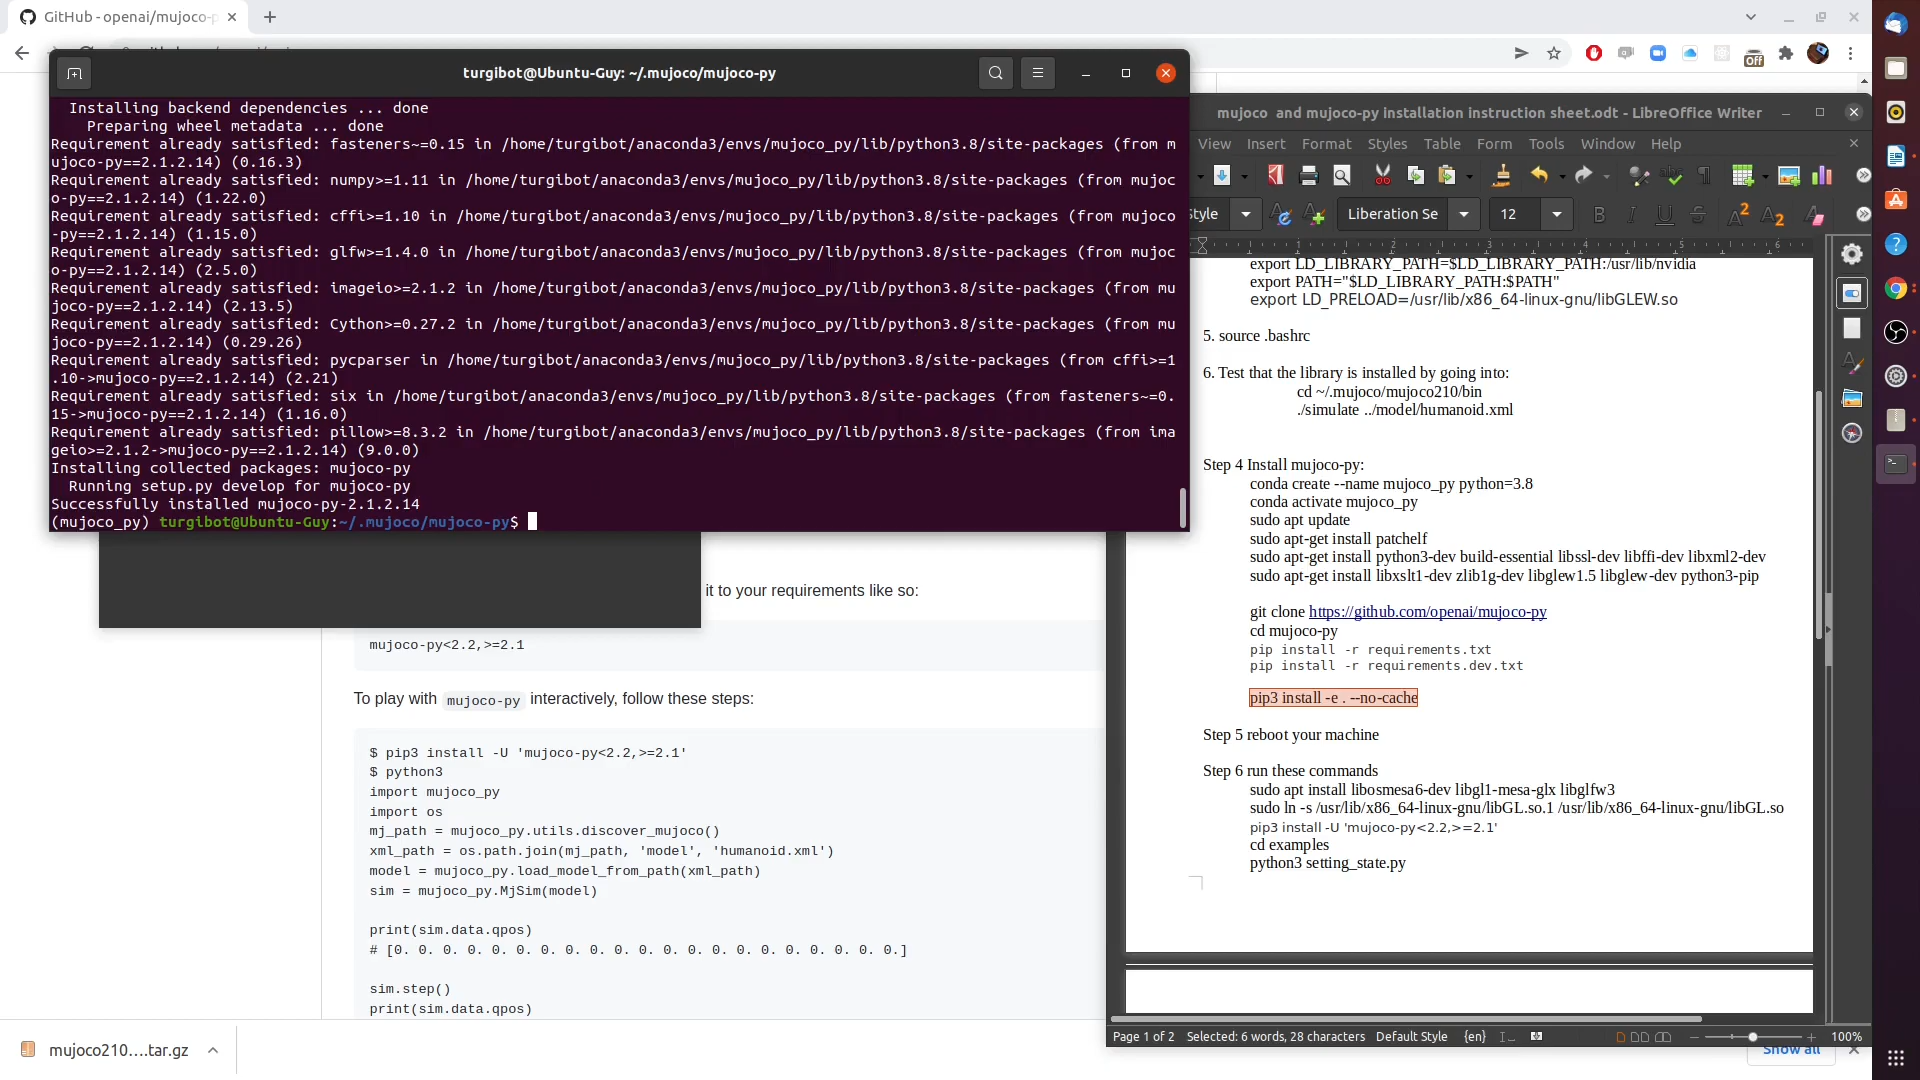 GitHub - openai/mujoco-p
turgibot@Ubuntu-Guy: ~/.mujoco/mujoco-py
Installing backend dependencies ... done
Preparing wheel metadata ... done
Requirement already satisfied: fasteners~=0.15 in /home/turgibot/anaconda3/envs/mujoco_py/lib/python3.8/site-packages (from m
ujoco-py==2.1.2.14) (0.16.3)
Requirement already satisfied: numpy>=1.11 in /home/turgibot/anaconda3/envs/mujoco_py/lib/python3.8/site-packages (from mujoc
o-py==2.1.2.14) (1.22.0)
Requirement already satisfied: cffi>=1.10 in /home/turgibot/anaconda3/envs/mujoco_py/lib/python3.8/site-packages (from mujoco
-py==2.1.2.14) (1.15.0)
Requirement already satisfied: glfw>=1.4.0 in /home/turgibot/anaconda3/envs/mujoco_py/lib/python3.8/site-packages (from mujoc
o-py==2.1.2.14) (2.5.0)
Requirement already satisfied: imageio>=2.1.2 in /home/turgibot/anaconda3/envs/mujoco_py/lib/python3.8/site-packages (from mu
joco-py==2.1.2.14) (2.13.5)
Requirement already satisfied: Cython>=0.27.2 in /home/turgibot/anaconda3/envs/mujoco_py/lib/python3.8/site-packages (from mu
joco-py==2.1.2.14) (0.29.26)
Requirement already satisfied: pycparser in /home/turgibot/anaconda3/envs/mujoco_py/lib/python3.8/site-packages (from cffi>=1
.10->mujoco-py==2.1.2.14) (2.21)
Requirement already satisfied: six in /home/turgibot/anaconda3/envs/mujoco_py/lib/python3.8/site-packages (from fasteners~=0.
15->mujoco-py==2.1.2.14) (1.16.0)
Requirement already satisfied: pillow>=8.3.2 in /home/turgibot/anaconda3/envs/mujoco_py/lib/python3.8/site-packages (from ima
geio>=2.1.2->mujoco-py==2.1.2.14) (9.0.0)
Installing collected packages: mujoco-py
Running setup.py develop for mujoco-py
Successfully installed mujoco-py-2.1.2.14
(mujoco_py) turgibot@Ubuntu-Guy:~/.mujoco/mujoco-py$
it to your requirements like so:
mujoco-py<2.2,>=2.1
To play with mujoco-py interactively, follow these steps:
$ pip3 install -U 'mujoco-py<2.2,>=2.1'
$ python3
import mujoco_py
import os
mj_path = mujoco_py.utils.discover_mujoco()
xml_path = os.path.join(mj_path, 'model', 'humanoid.xml')
model = mujoco_py.load_model_from_path(xml_path)
sim = mujoco_py.MjSim(model)
print(sim.data.qpos)
# [0. 0. 0. 0. 0. 0. 0. 0. 0. 0. 0. 0. 0. 0. 0. 0. 0. 0. 0. 0. 0.]
sim.step()
print(sim.data.qpos)
mujoco210....tar.gz
Show all
Off
mujoco and mujoco-py installation instruction sheet.odt - LibreOffice Writer
View Insert Format Styles Table Form Tools Window Help
Style
Liberation Se
12
1 2 3 4 5 6
export LD_LIBRARY_PATH=$LD_LIBRARY_PATH:/usr/lib/nvidia
export PATH="$LD_LIBRARY_PATH:$PATH"
export LD_PRELOAD=/usr/lib/x86_64-linux-gnu/libGLEW.so
5. source .bashrc
6. Test that the library is installed by going into:
cd ~/.mujoco/mujoco210/bin
./simulate ../model/humanoid.xml
Step 4 Install mujoco-py:
conda create --name mujoco_py python=3.8
conda activate mujoco_py
sudo apt update
sudo apt-get install patchelf
sudo apt-get install python3-dev build-essential libssl-dev libffi-dev libxml2-dev
sudo apt-get install libxslt1-dev zlib1g-dev libglew1.5 libglew-dev python3-pip
git clone https://github.com/openai/mujoco-py
cd mujoco-py
pip install -r requirements.txt
pip install -r requirements.dev.txt
pip3 install -e . --no-cache
Step 5 reboot your machine
Step 6 run these commands
sudo apt install libosmesa6-dev libgl1-mesa-glx libglfw3
sudo ln -s /usr/lib/x86_64-linux-gnu/libGL.so.1 /usr/lib/x86_64-linux-gnu/libGL.so
pip3 install -U 'mujoco-py<2.2,>=2.1'
cd examples
python3 setting_state.py
Page 1 of 2 Selected: 6 words, 28 characters Default Style {en} 100%